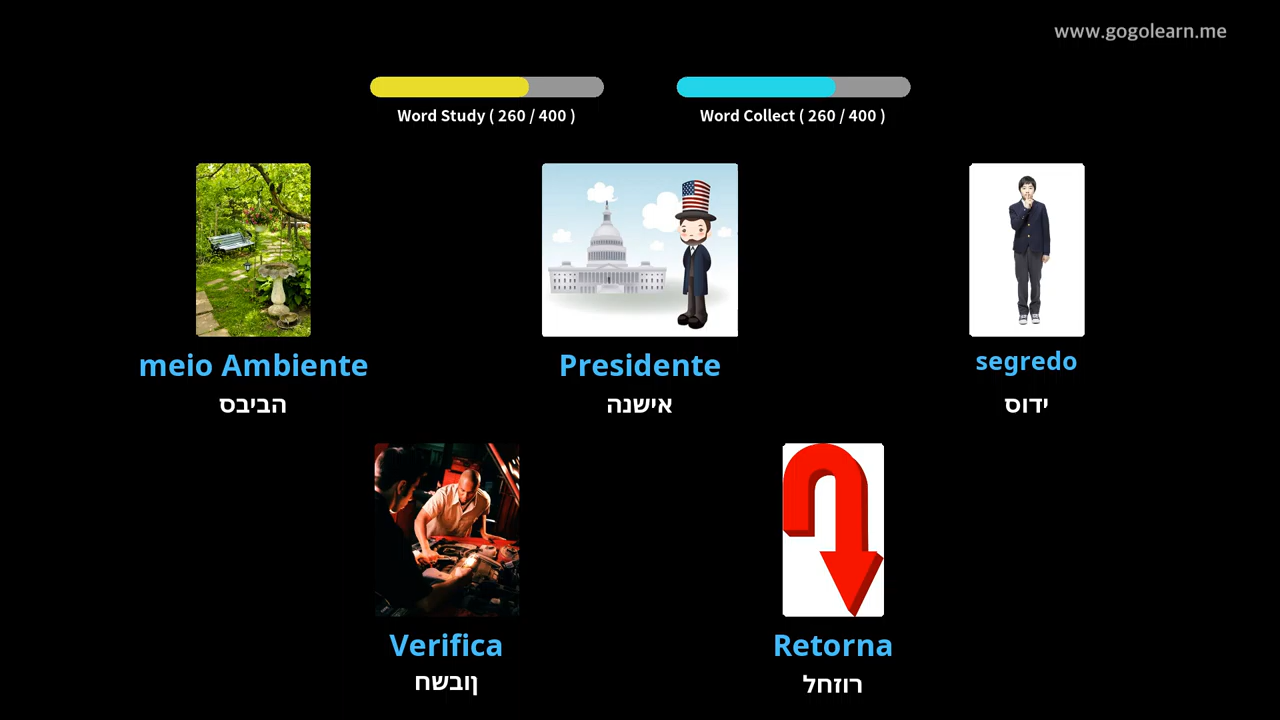 www.gogolearn.me
Word Study ( 260 / 400 )
Word Collect ( 260 / 400 )
meio Ambiente
הביבס
Presidente
אישנה
segredo
ידוס
Verifica
ןובשח
Retorna
רוזחל